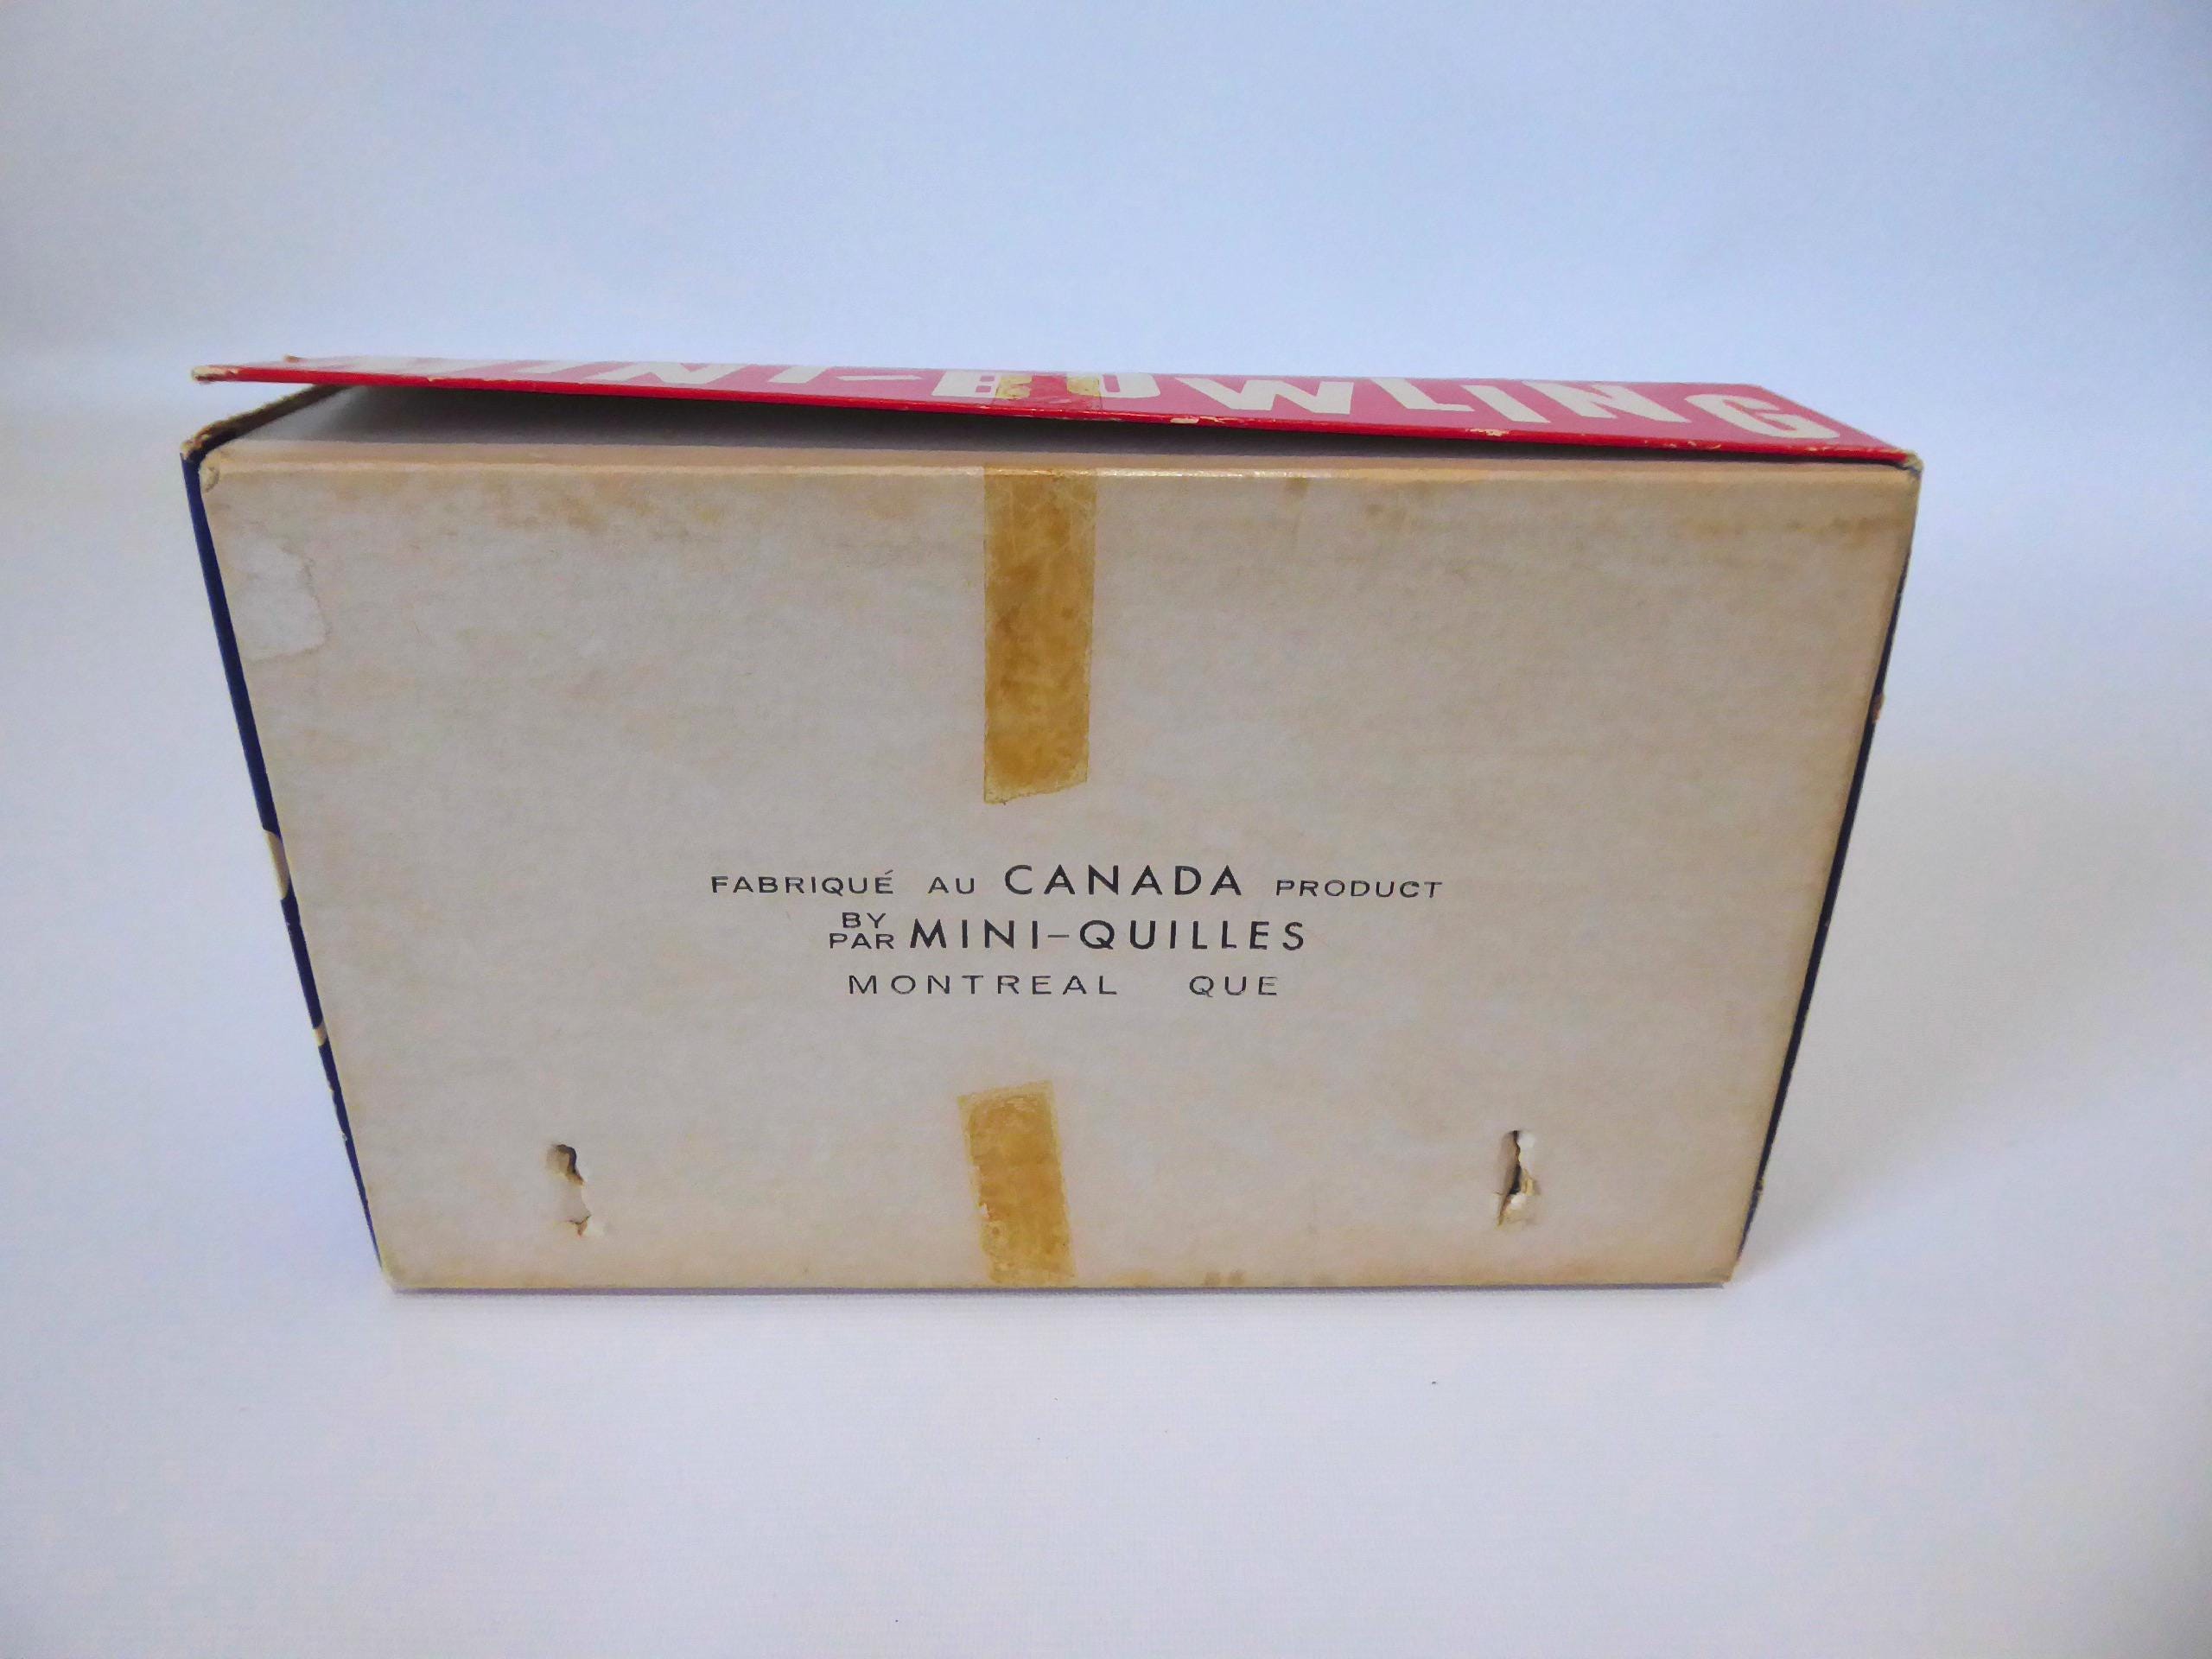 MINI-BOWLING
FABRIQUÉ AU CANADA PRODUCT
BY
PAR MINI-QUILLES
MONTREAL QUE